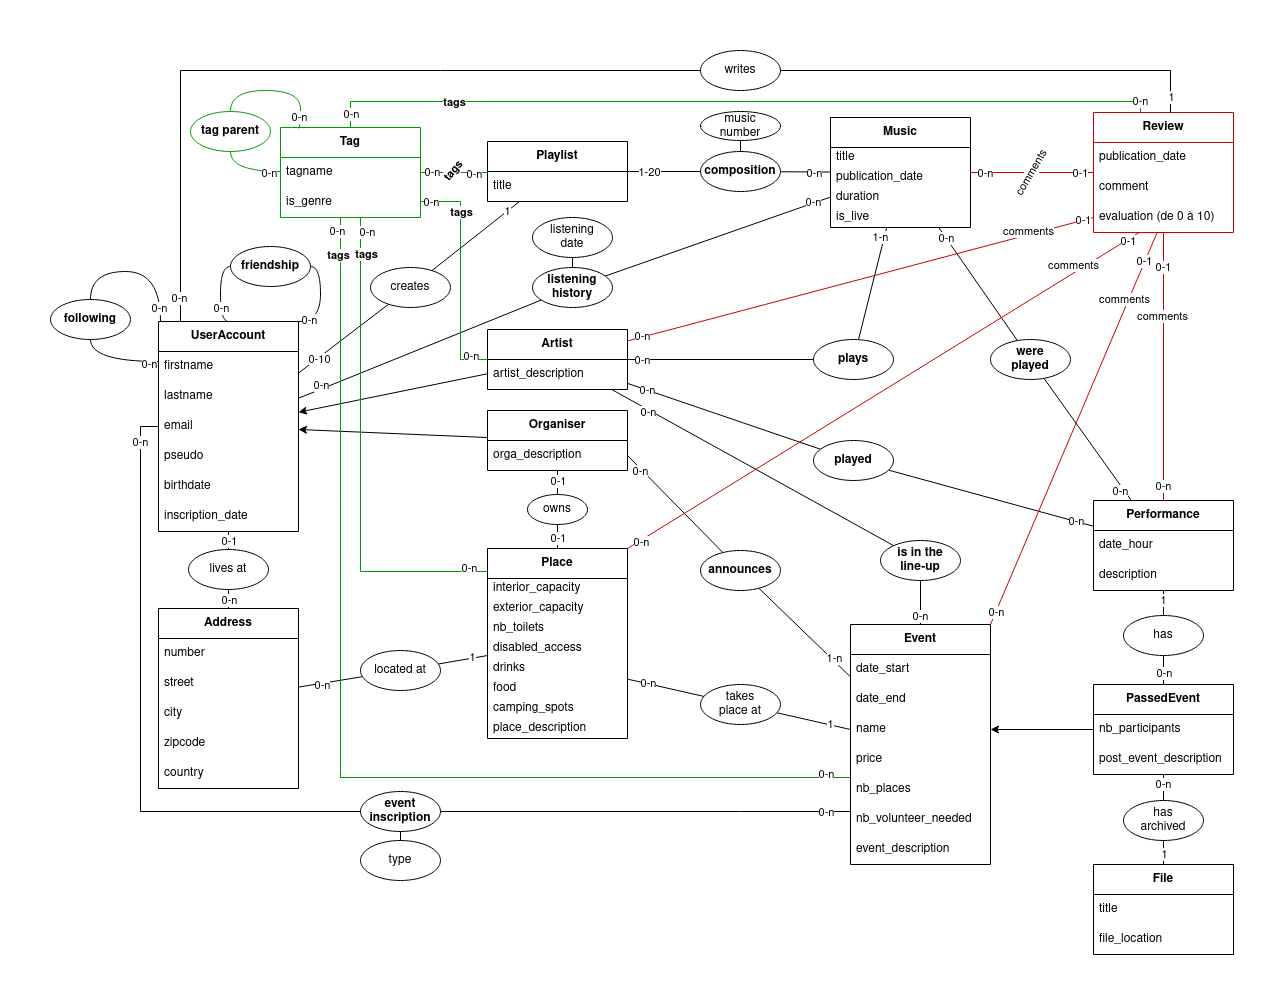 writes
0-n
1
tags
0-n
0-n
tag parent
0-n
0-n
Tag
tagname
is_genre
0-n
tags
0-n
0-n
tags
0-n
0-n
tags
tags
Playlist
title
1-20
music
number
composition
0-n
Music
title
publication_date
duration
is_live
0-n
comments
0-1
Review
publication_date
comment
evaluation (de 0 à 10)
0-n
1
creates
0-10
listening
date
listening
history
0-n
0-n
friendship
0-n
0-n
following
0-n
0-n
UserAccount
firstname
lastname
email
pseudo
birthdate
inscription_date
0-n
0-1
lives at
0-n
Address
number
street
city
zipcode
country
Artist
artist_description
0-n
0-n
plays
1-n
0-n
were
played
0-n
0-1
comments
0-1
comments
0-1
comments
0-1
comments
0-n
0-n
played
0-n
0-n
is in the
line-up
0-n
Organiser
orga_description
0-1
owns
0-1
0-n
announces
1-n
Place
interior_capacity
exterior_capacity
nb_toilets
disabled_access
drinks
food
camping_spots
place_description
0-n
0-n
1
located at
0-n
0-n
takes
place at
1
Event
date_start
date_end
name
price
nb_places
nb_volunteer_needed
event_description
0-n
0-n
0-n
event
inscription
type
Performance
date_hour
description
0-n
1
has
0-n
PassedEvent
nb_participants
post_event_description
0-n
has
archived
1
File
title
file_location